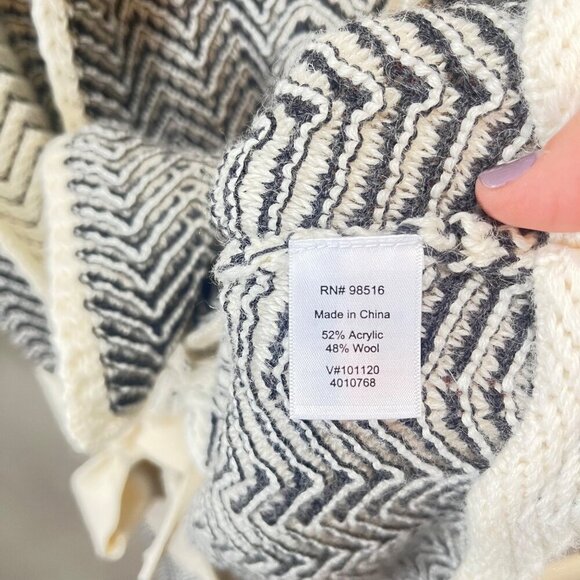 RN# 98516
Made in China
52% Acrylic
48% Wool
V#101120
4010768